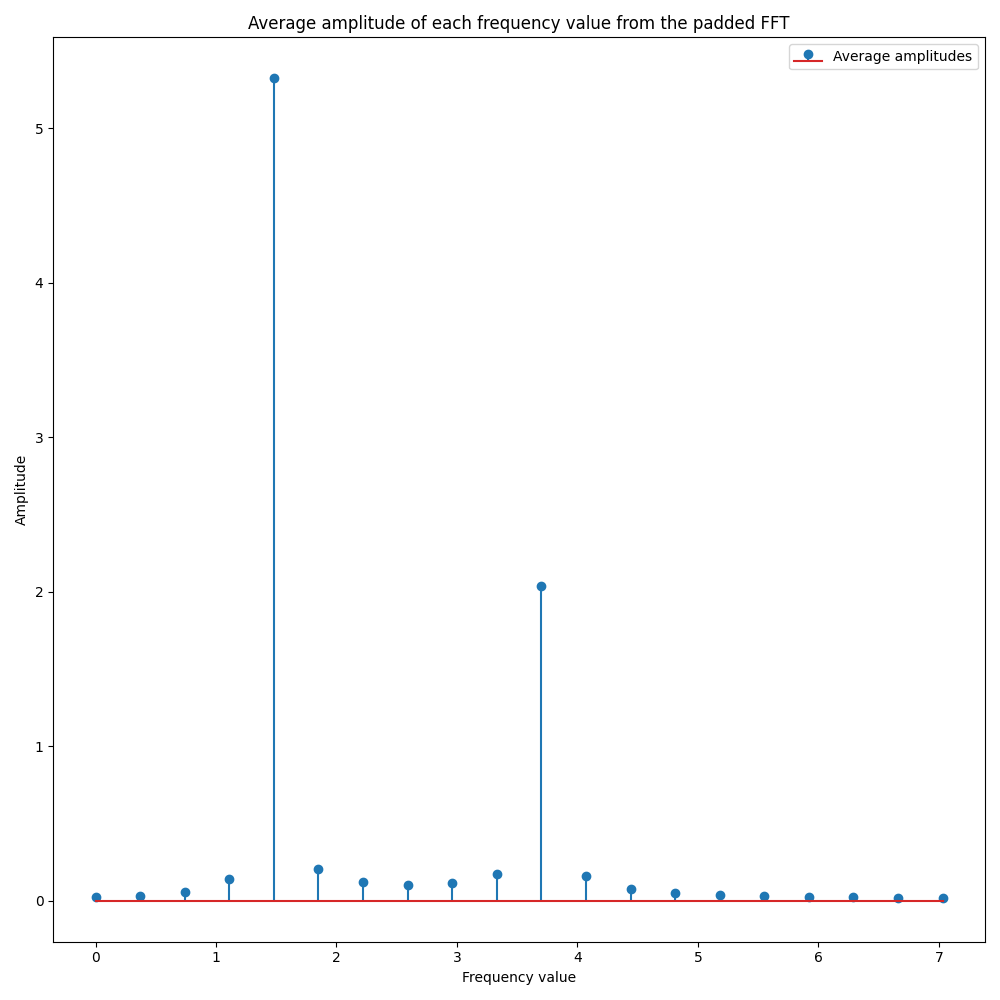 Average amplitude of each frequency value from the padded FFT
Average amplitudes
5
4
3
2
1
0
Amplitude
0 1 2 3 4 5 6 7
Frequency value